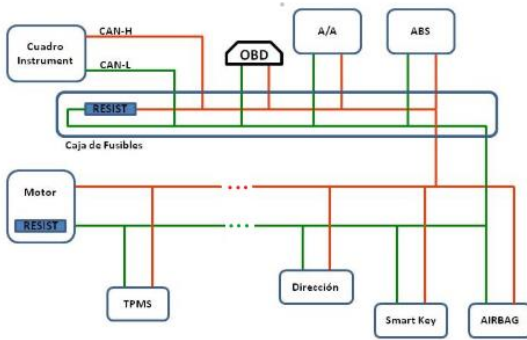 CAN-H
A/A
ABS
Cuadro
Instrument
OBD
CAN-L
RESIST
Caja de Fusibles
Motor
RESIST
Dirección
TPMS
Smart Key
AIRBAG